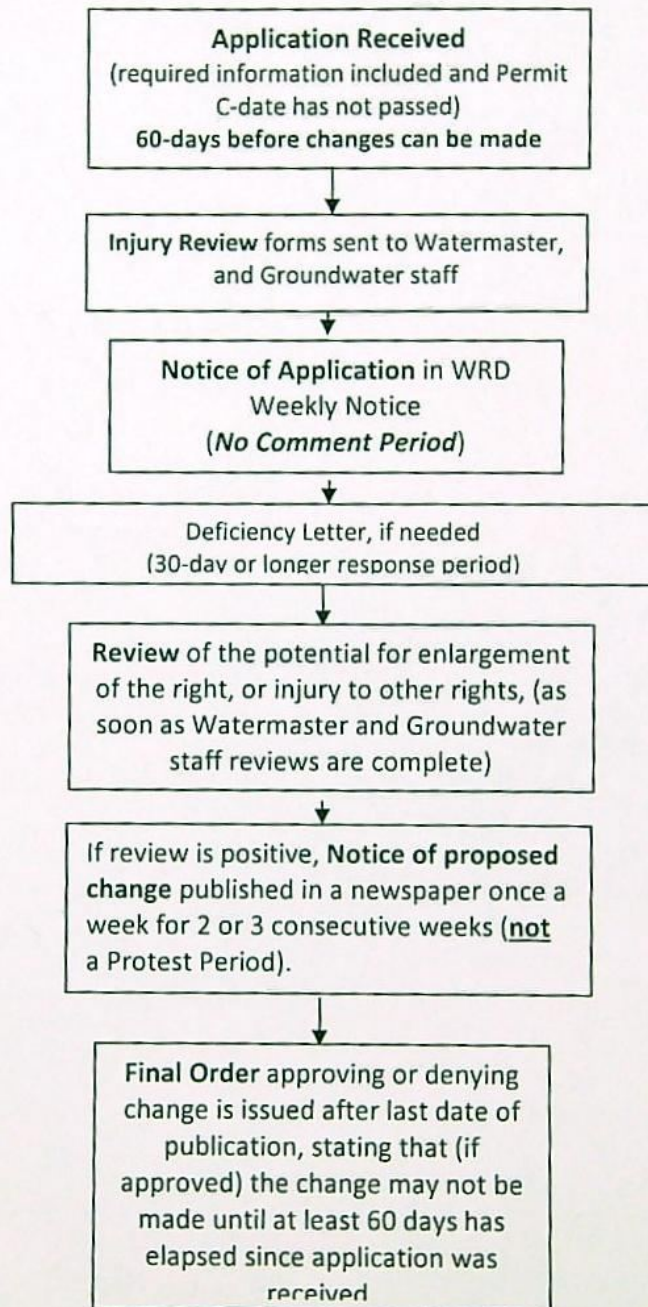 Application Received
(required information included and Permit
C-date has not passed)
60-days before changes can be made
Injury Review forms sent to Watermaster,
and Groundwater staff
Notice of Application in WRD
Weekly Notice
(No Comment Period)
Deficiency Letter, if needed
(30-day or longer response period)
Review of the potential for enlargement
of the right, or injury to other rights, (as
soon as Watermaster and Groundwater
staff reviews are complete)
If review is positive, Notice of proposed
change published in a newspaper once a
week for 2 or 3 consecutive weeks (not
a Protest Period).
Final Order approving or denying
change is issued after last date of
publication, stating that (if
approved) the change may not be
made until at least 60 days has
elapsed since application was
received